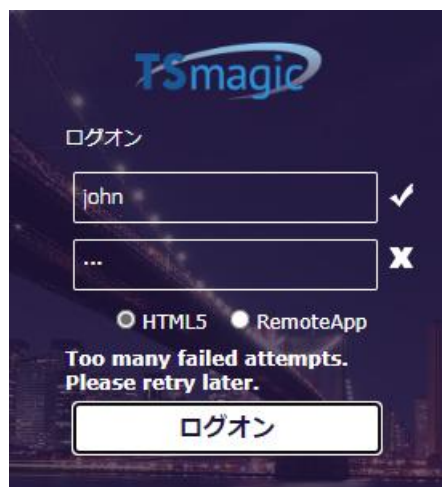 TSmagic
ログオン
john
...
HTML5 RemoteApp
Too many failed attempts.
Please retry later.
ログオン